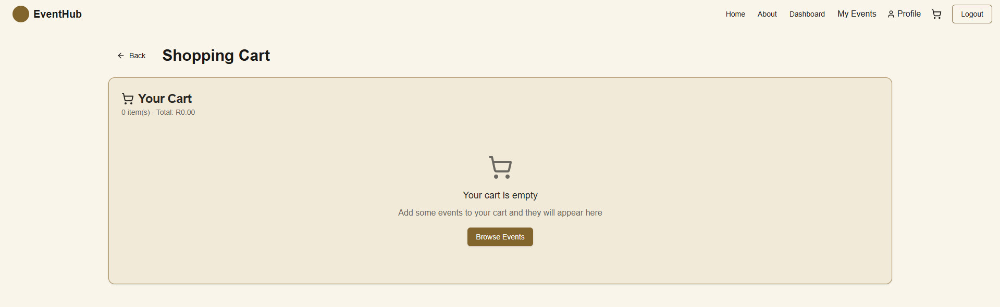 EventHub
Home About Dashboard My Events Profile Logout
Back Shopping Cart
Your Cart
0 item(s) - Total: R0.00
Your cart is empty
Add some events to your cart and they will appear here
Browse Events